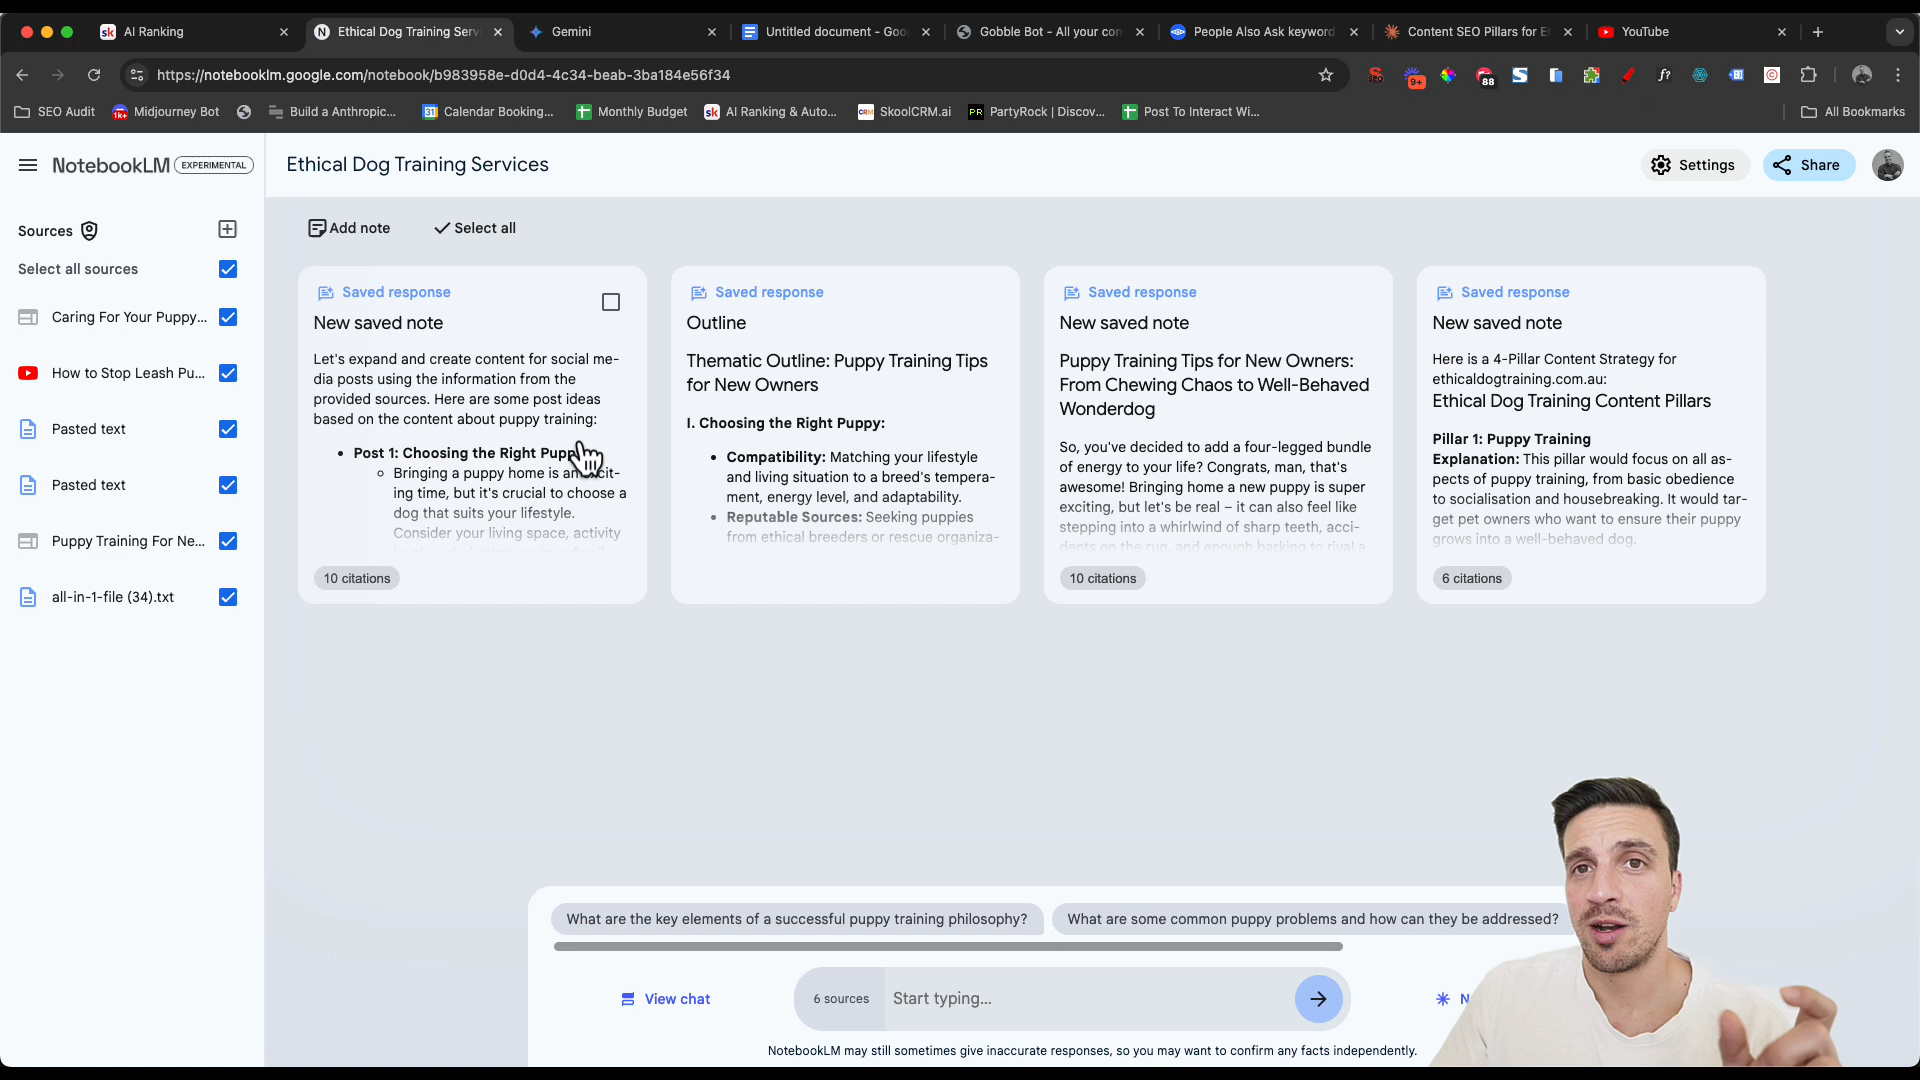 AI Ranking
Ethical Dog Training Serv
Gemini
Untitled document - Goo
Gobble Bot - All your con
People Also Ask keyword
Content SEO Pillars for Et
YouTube
https://notebooklm.google.com/notebook/b983958e-d0d4-4c34-beab-3ba184e56f34
9+
88
f?
SEO Audit
1k+
Midjourney Bot
Build a Anthropic...
31
Calendar Booking...
Monthly Budget
sk
AI Ranking & Auto...
CRM
SkoolCRM.ai
PR
PartyRock | Discov...
Post To Interact Wi...
All Bookmarks
NotebookLM
EXPERIMENTAL
Ethical Dog Training Services
Settings
Share
Sources
Select all sources
Caring For Your Puppy...
How to Stop Leash Pu...
Pasted text
Pasted text
Puppy Training For Ne...
all-in-1-file (34).txt
Add note
Select all
Saved response
New saved note
Let's expand and create content for social me-
dia posts using the information from the
provided sources. Here are some post ideas
based on the content about puppy training:
• Post 1: Choosing the Right Pupp
Bringing a puppy home is an
cit-
ing time, but it's crucial to choose a
dog that suits your lifestyle.
Consider your living space, activity
10 citations
Saved response
Outline
Thematic Outline: Puppy Training Tips
for New Owners
I. Choosing the Right Puppy:
• Compatibility: Matching your lifestyle
and living situation to a breed's tempera-
ment, energy level, and adaptability.
• Reputable Sources: Seeking puppies
from ethical breeders or rescue organiza-
Saved response
New saved note
Puppy Training Tips for New Owners:
From Chewing Chaos to Well-Behaved
Wonderdog
So, you've decided to add a four-legged bundle
of energy to your life? Congrats, man, that's
awesome! Bringing home a new puppy is super
exciting, but let's be real – it can also feel like
stepping into a whirlwind of sharp teeth, acci-
dents on the rug, and enough barking to rival a
10 citations
Saved response
New saved note
Here is a 4-Pillar Content Strategy for
ethicaldogtraining.com.au:
Ethical Dog Training Content Pillars
Pillar 1: Puppy Training
Explanation: This pillar would focus on all as-
pects of puppy training, from basic obedience
to socialisation and housebreaking. It would tar-
get pet owners who want to ensure their puppy
grows into a well-behaved dog.
6 citations
What are the key elements of a successful puppy training philosophy?
What are some common puppy problems and how can they be addressed?
View chat
6 sources
Start typing...
N
NotebookLM may still sometimes give inaccurate responses, so you may want to confirm any facts independently.